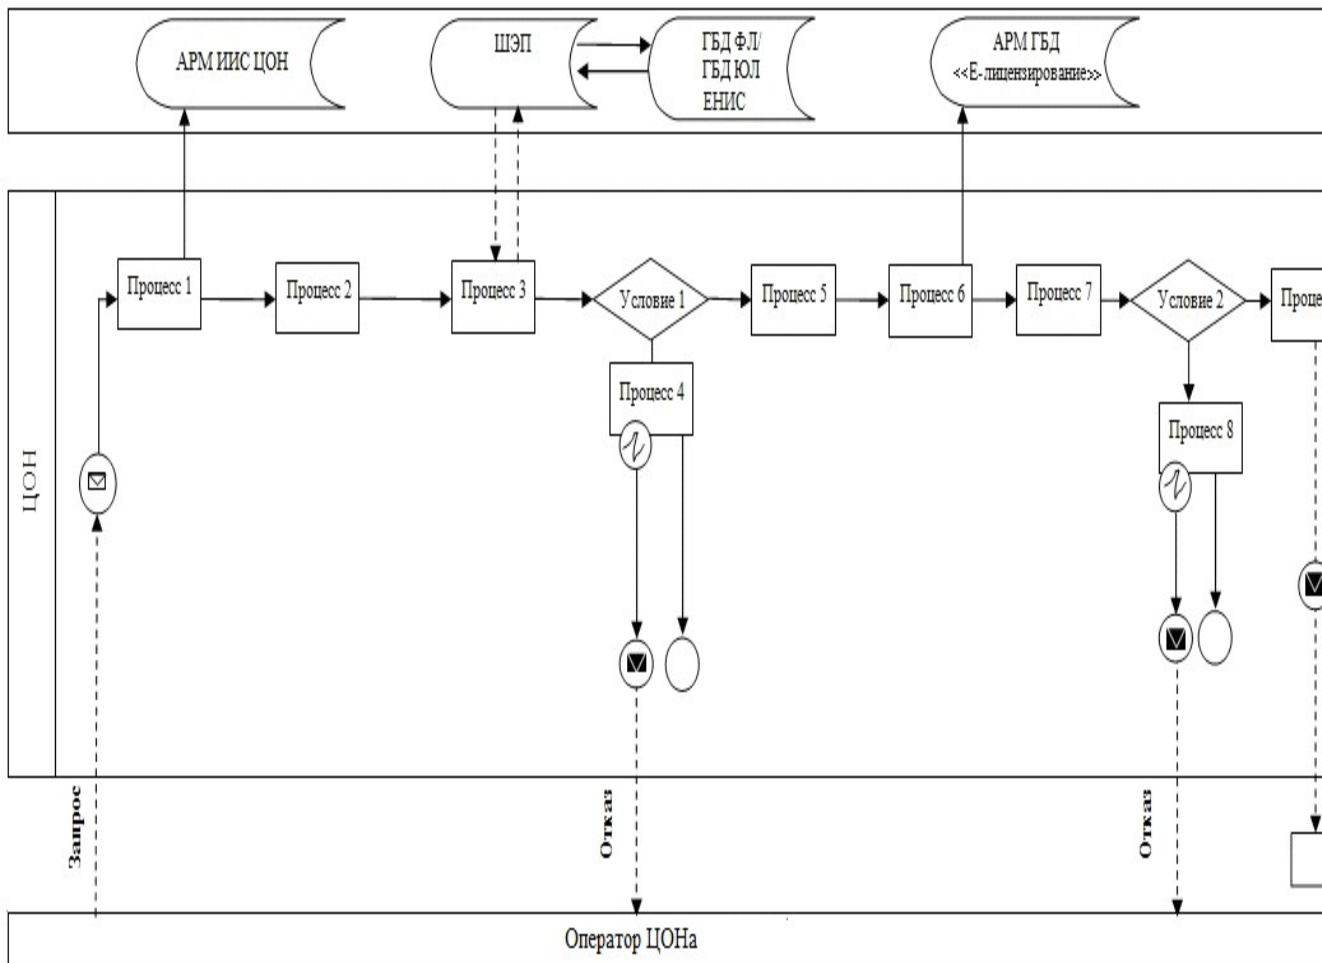 АРМ ИИС ЦОН
ШЭП
ГБД ФЛ/
ГБД ЮЛ
ЕНИС
АРМ ГБД
<<Е-лицензирование>>
ЦОН
Процесс 1
Процесс 2
Процесс 3
Условие 1
Процесс 5
Процесс 6
Процесс 7
Условие 2
Процесс 4
Процесс 8
Запрос
Отказ
Отказ
Оператор ЦОНа